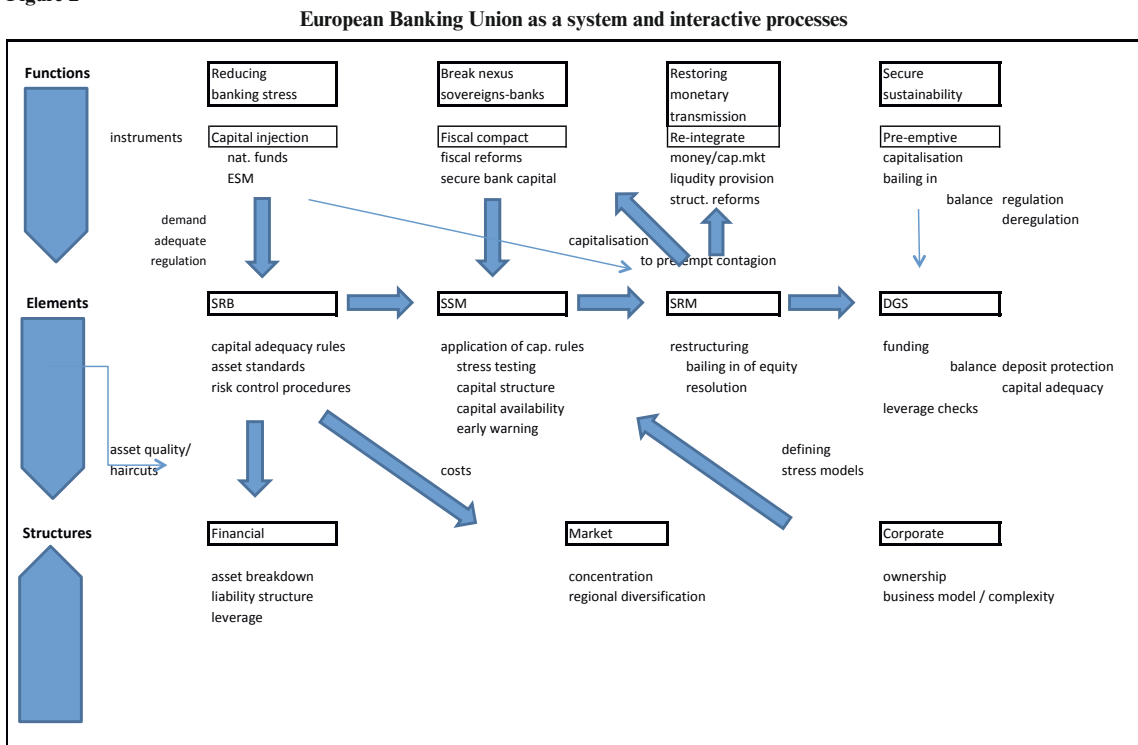 Figure 2
European Banking Union as a system and interactive processes
Functions
Reducing
banking stress
Break nexus
sovereigns-banks
Restoring
monetary
transmission
Secure
sustainability
instruments
Capital injection
nat. funds
ESM
Fiscal compact
fiscal reforms
secure bank capital
Re-integrate
money/cap.mkt
liqudity provision
struct. reforms
Pre-emptive
capitalisation
bailing in
balance regulation
deregulation
demand
adequate
regulation
capitalisation
to pre-empt contagion
Elements
SRB
SSM
SRM
DGS
capital adequacy rules
asset standards
risk control procedures
application of cap. rules
stress testing
capital structure
capital availability
early warning
restructuring
bailing in of equity
resolution
funding
balance deposit protection
capital adequacy
leverage checks
asset quality/
haircuts
costs
defining
stress models
Structures
Financial
Market
Corporate
asset breakdown
liability structure
leverage
concentration
regional diversification
ownership
business model / complexity